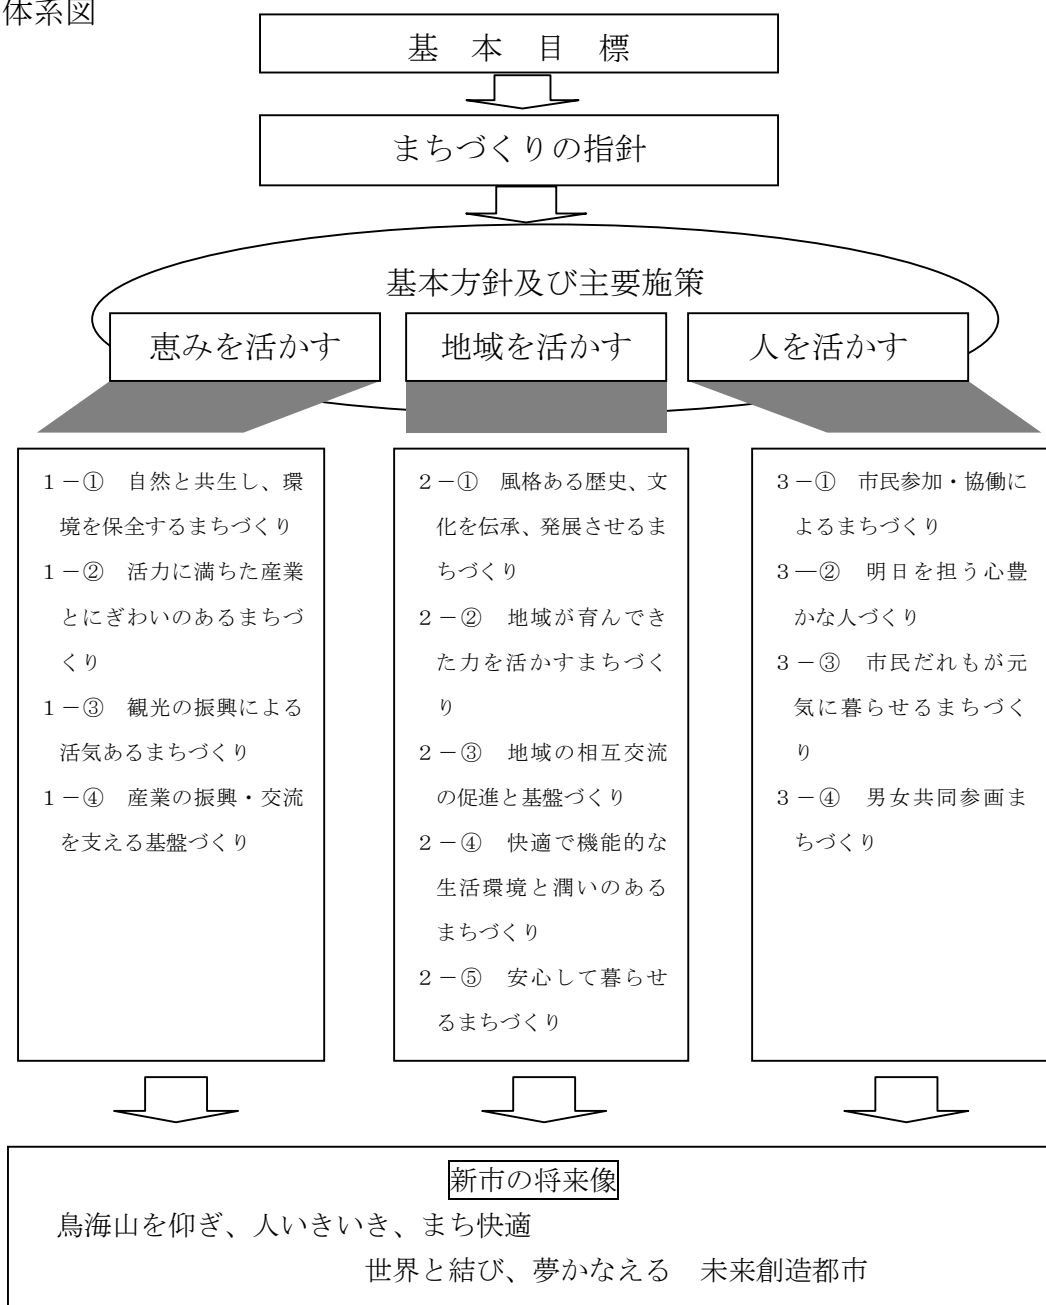 体系図
基　本　目　標
まちづくりの指針
基本方針及び主要施策
恵みを活かす
地域を活かす
人を活かす
１－①　自然と共生し、環
境を保全するまちづくり
１－②　活力に満ちた産業
とにぎわいのあるまちづ
くり
１－③　観光の振興による
活気あるまちづくり
１－④　産業の振興・交流
を支える基盤づくり
２－①　風格ある歴史、文
化を伝承、発展させるま
ちづくり
２－②　地域が育んでき
た力を活かすまちづく
り
２－③　地域の相互交流
の促進と基盤づくり
２－④　快適で機能的な
生活環境と潤いのある
まちづくり
２－⑤　安心して暮らせ
るまちづくり
３－①　市民参加・協働に
よるまちづくり
３―②　明日を担う心豊
かな人づくり
３－③　市民だれもが元
気に暮らせるまちづく
り
３－④　男女共同参画ま
ちづくり
新市の将来像
鳥海山を仰ぎ、人いきいき、まち快適
世界と結び、夢かなえる　未来創造都市